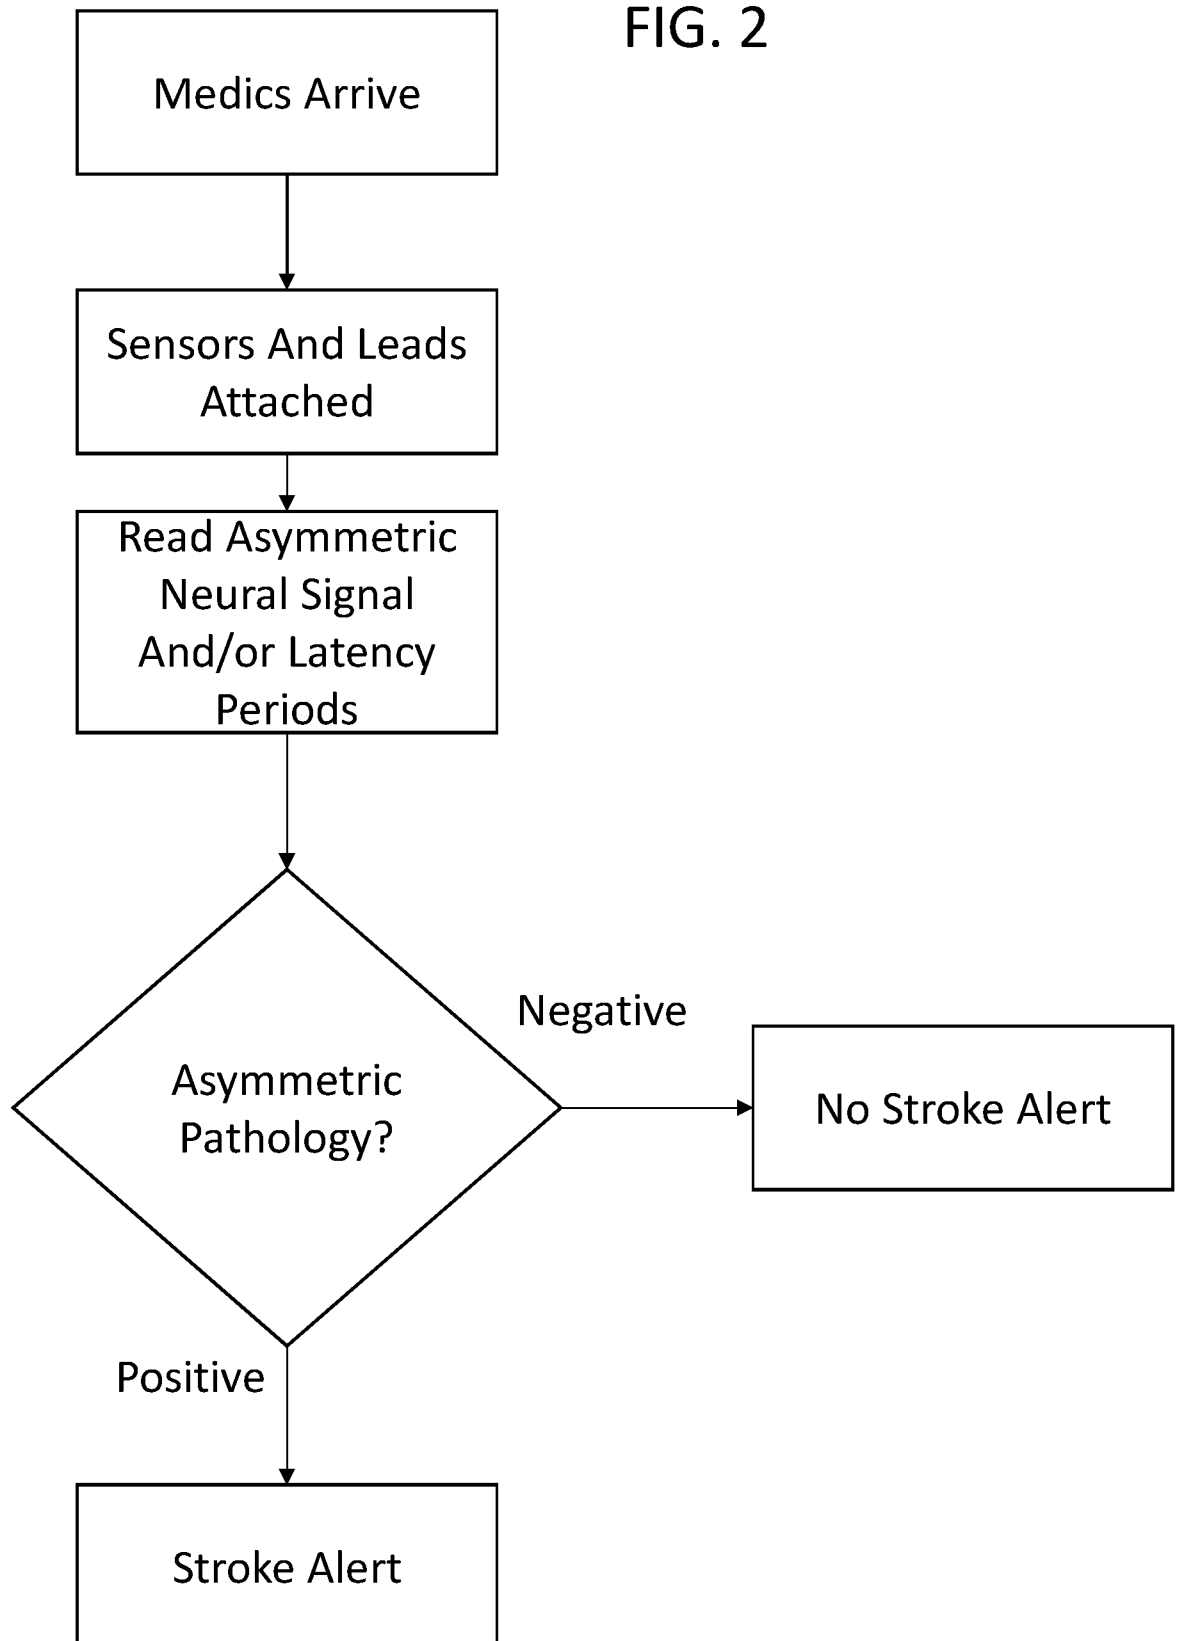 FIG. 2
Medics Arrive
Sensors And Leads
Attached
Read Asymmetric
Neural Signal
And/or Latency
Periods
Asymmetric
Pathology?
Negative
No Stroke Alert
Positive
Stroke Alert